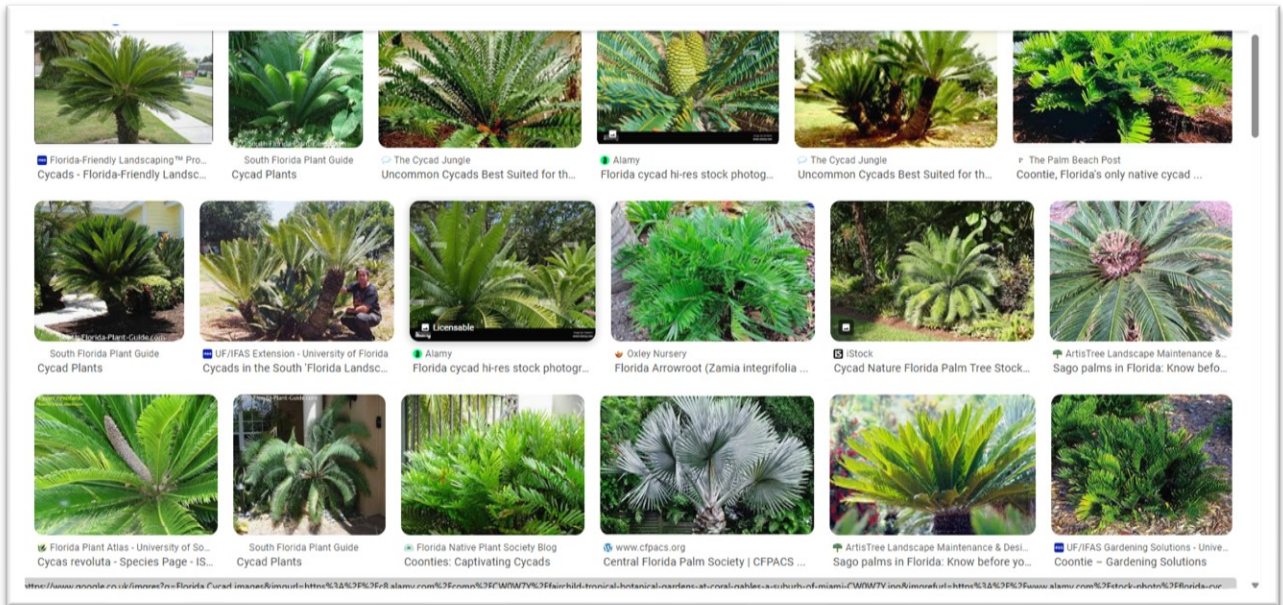 Florida-Friendly Landscaping™ Pro...
Cycads - Florida-Friendly Landsc...
South Florida Plant Guide
Cycad Plants
The Cycad Jungle
Uncommon Cycads Best Suited for th...
Alamy
Florida cycad hi-res stock photog...
The Cycad Jungle
Uncommon Cycads Best Suited for th...
The Palm Beach Post
Coontie, Florida's only native cycad ...
South Florida Plant Guide
Cycad Plants
UF/IFAS Extension - University of Florida
Cycads in the South 'Florida Landsc...
Licensable
Alamy
Florida cycad hi-res stock photogr...
Oxley Nursery
Florida Arrowroot (Zamia integrifolia ...
iStock
Cycad Nature Florida Palm Tree Stock...
ArtisTree Landscape Maintenance &...
Sago palms in Florida: Know befo...
Florida Plant Atlas - University of So...
Cycas revoluta - Species Page - IS...
South Florida Plant Guide
Cycad Plants
Florida Native Plant Society Blog
Coonties: Captivating Cycads
www.cfpacs.org
Central Florida Palm Society | CFPACS ...
ArtisTree Landscape Maintenance & Desi...
Sago palms in Florida: Know before yo...
UF/IFAS Gardening Solutions - Unive...
Coontie – Gardening Solutions